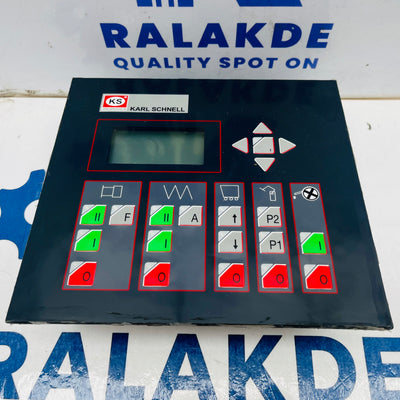 RALAKDE
QUALITY SPOT ON
KS
KARL SCHNELL
II F II A ↑ P2
I I ↓ P1 I
O O O O O
RALAKDE